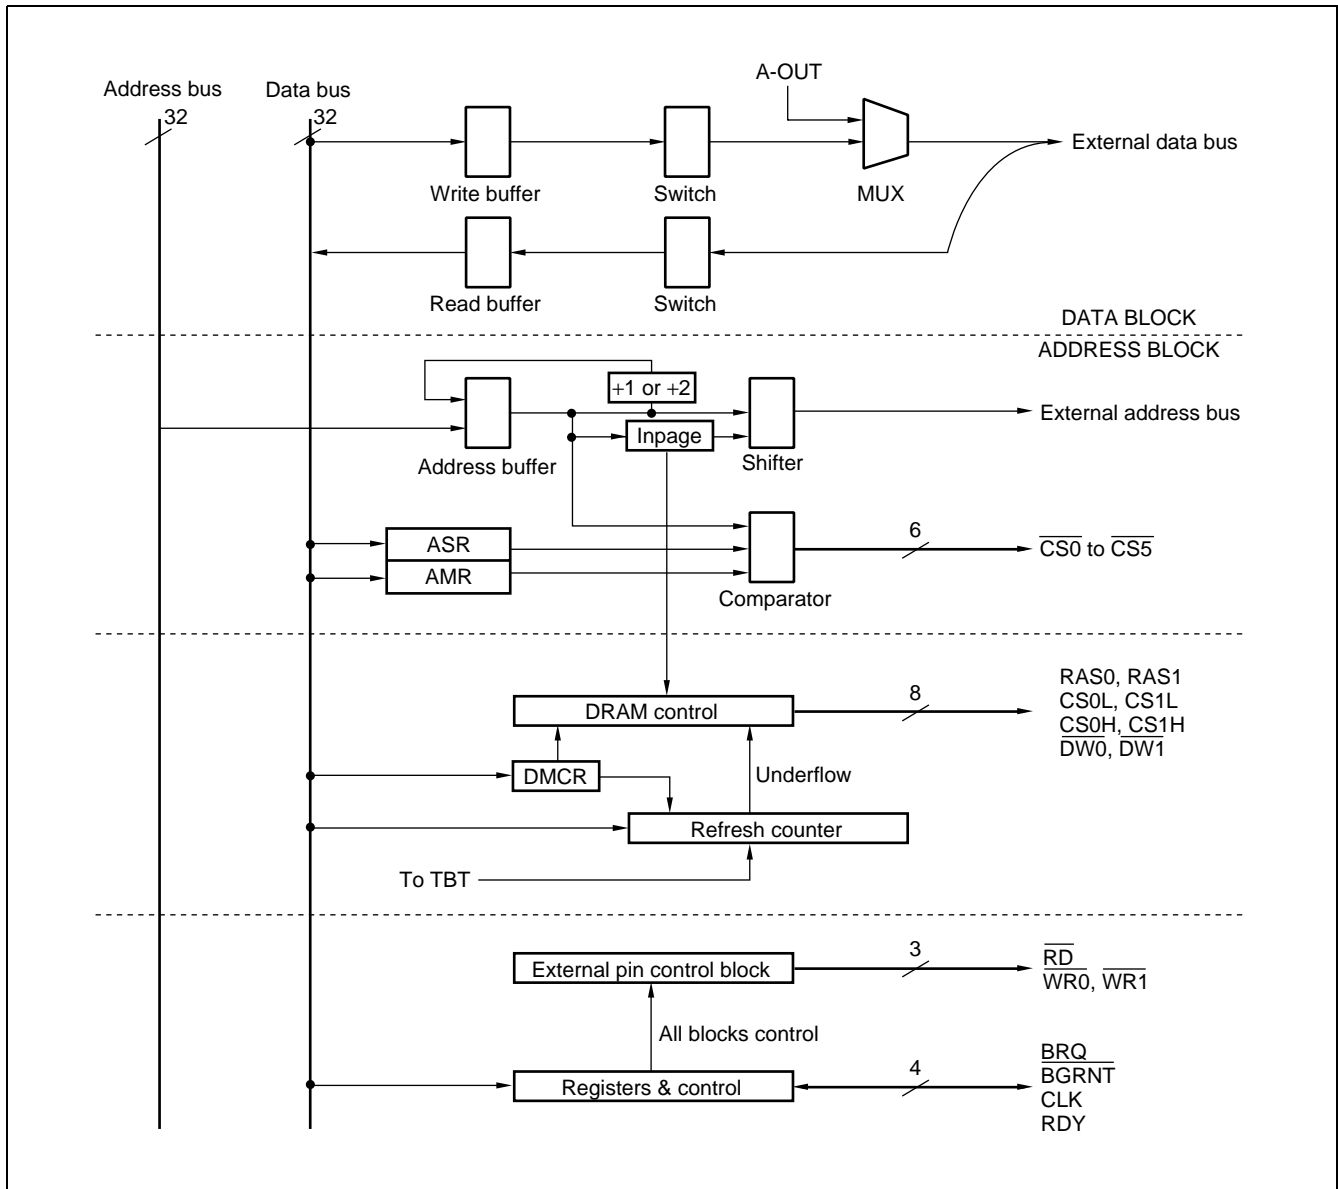 A-OUT
Address bus
Data bus
32
32
External data bus
Write buffer
Switch
MUX
Read buffer
Switch
DATA BLOCK
ADDRESS BLOCK
+1 or +2
External address bus
Inpage
Address buffer
Shifter
ASR
6
CS0 to CS5
AMR
Comparator
RAS0, RAS1
8
CS0L, CS1L
DRAM control
CS0H, CS1H
DW0, DW1
DMCR
Underflow
Refresh counter
To TBT
3
RD
External pin control block
WR0, WR1
All blocks control
BRQ
4
BGRNT
Registers & control
CLK
RDY